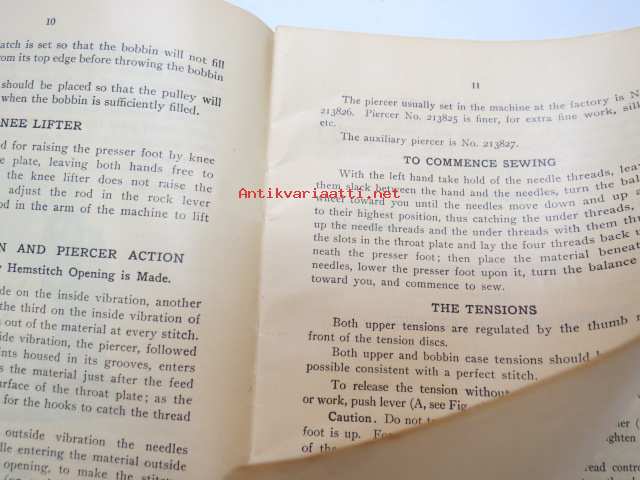 10
atch is set so that the bobbin will not fill
rom its top edge before throwing the bobbin
should be placed so that the pulley will
when the bobbin is sufficiently filled.
NEE LIFTER
d for raising the presser foot by knee
e plate, leaving both hands free to
the knee lifter does not raise the
adjust the rod in the rock lever
od in the arm of the machine to lift
N AND PIERCER ACTION
Hemstitch Opening is Made.
de on the inside vibration, another
the third on the inside vibration of
out of the material at every stitch.
side vibration, the piercer, followed
nts housed in its grooves, enters
s the material just after the feed
urface of the throat plate; as the
for the hooks to catch the thread
outside vibration the needles
dle entering the material outside
opening, to make the stitch
11
The piercer usually set in the machine at the factory is N
213826. Piercer No. 213825 is finer, for extra fine work, sil
etc.
The auxiliary piercer is No. 213827.
TO COMMENCE SEWING
With the left hand take hold of the needle threads, lea
them slack between the hand and the needles, turn the bal
wheel toward you until the needles move down and up
to their highest position, thus catching the under threads,
up the needle threads and the under threads with them th
the slots in the throat plate and lay the four threads back u
neath the presser foot; then place the material benea
needles, lower the presser foot upon it, turn the balance
toward you, and commence to sew.
THE TENSIONS
Both upper tensions are regulated by the thumb
front of the tension discs.
Both upper and bobbin case tensions should
possible consistent with a perfect stitch.
To release the tension without
or work, push lever (A, see Fig
Caution. Do not t
foot is up. Fo
of the
ghten
ead contro
Antikvariaatti.net